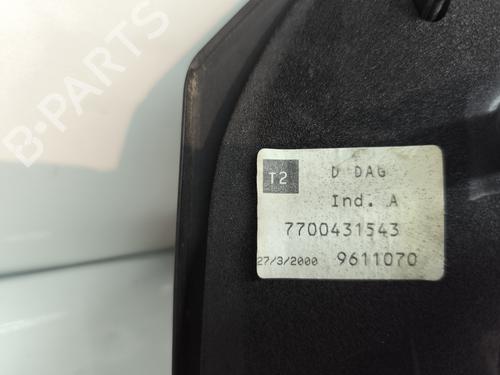 B-PARTS
T2 D DAG
Ind. A
7700431543
27/3/2000 9611070